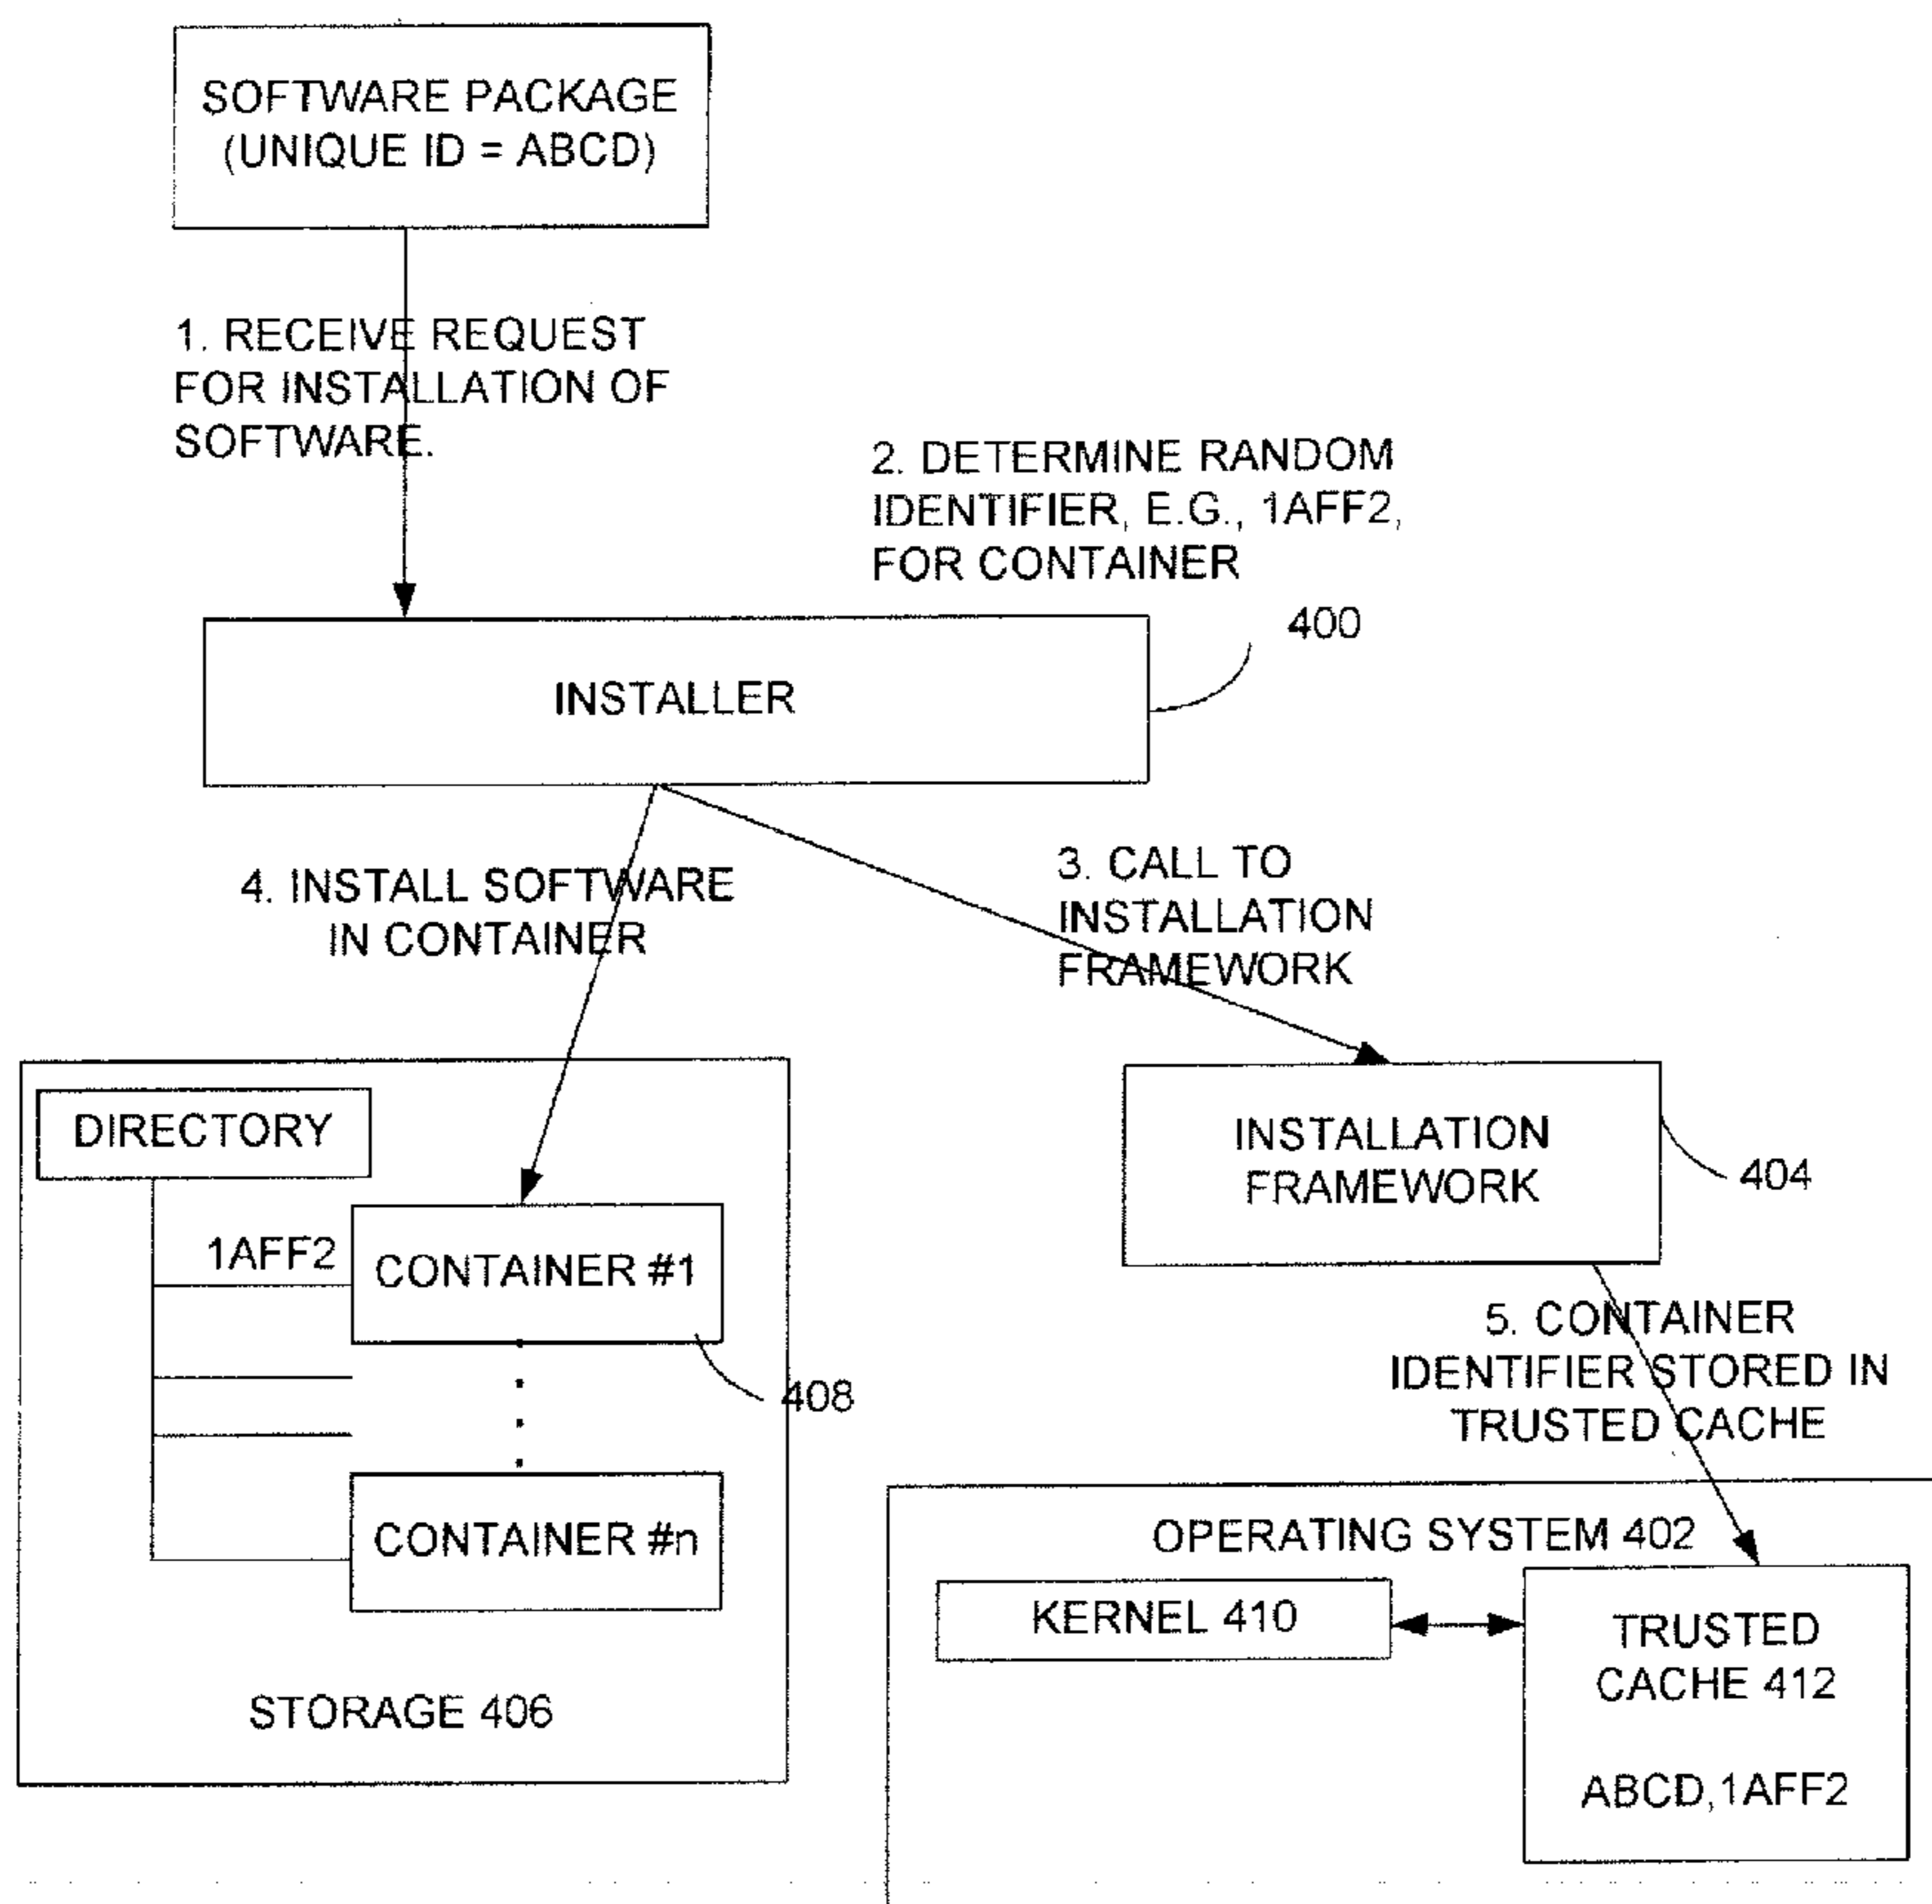 SOFTWARE PACKAGE
(UNIQUE ID = ABCD)
1. RECEIVE REQUEST
FOR INSTALLATION OF
SOFTWARE.
2. DETERMINE RANDOM
IDENTIFIER, E.G., 1AFF2,
FOR CONTAINER
400
INSTALLER
4. INSTALL SOFTWARE
IN CONTAINER
3. CALL TO
INSTALLATION
FRAMEWORK
DIRECTORY
1AFF2
CONTAINER #1
408
CONTAINER #n
STORAGE 406
INSTALLATION
FRAMEWORK
404
5. CONTAINER
IDENTIFIER STORED IN
TRUSTED CACHE
OPERATING SYSTEM 402
KERNEL 410
TRUSTED
CACHE 412
ABCD,1AFF2